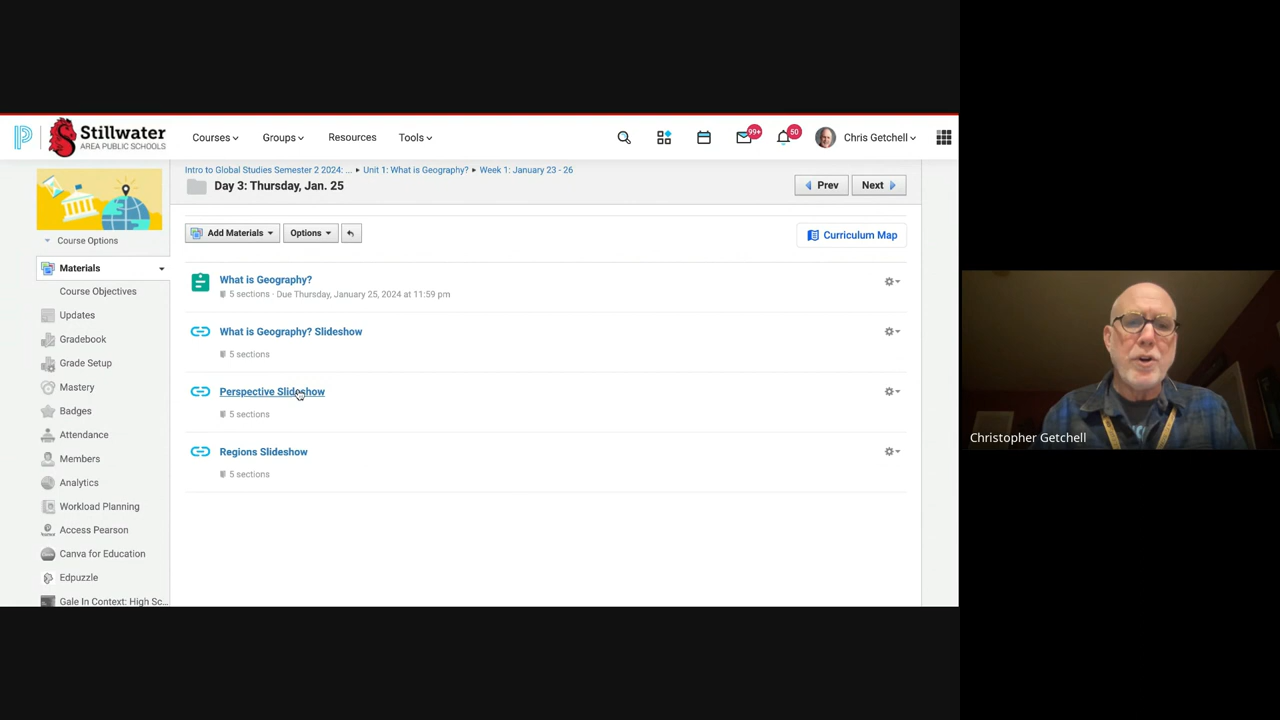 Stillwater
AREA PUBLIC SCHOOLS
Courses
Groups
Resources
Tools
99+
50
Chris Getchell
Intro to Global Studies Semester 2 2024: ... ▸ Unit 1: What is Geography? ▸ Week 1: January 23 - 26
Day 3: Thursday, Jan. 25
Prev
Next
Course Options
Add Materials
Options
Curriculum Map
Materials
Course Objectives
Updates
Gradebook
Grade Setup
Mastery
Badges
Attendance
Members
Analytics
Workload Planning
Access Pearson
Canva for Education
Edpuzzle
Gale In Context: High Sc...
What is Geography?
5 sections · Due Thursday, January 25, 2024 at 11:59 pm
What is Geography? Slideshow
5 sections
Perspective Slideshow
5 sections
Regions Slideshow
5 sections
Christopher Getchell